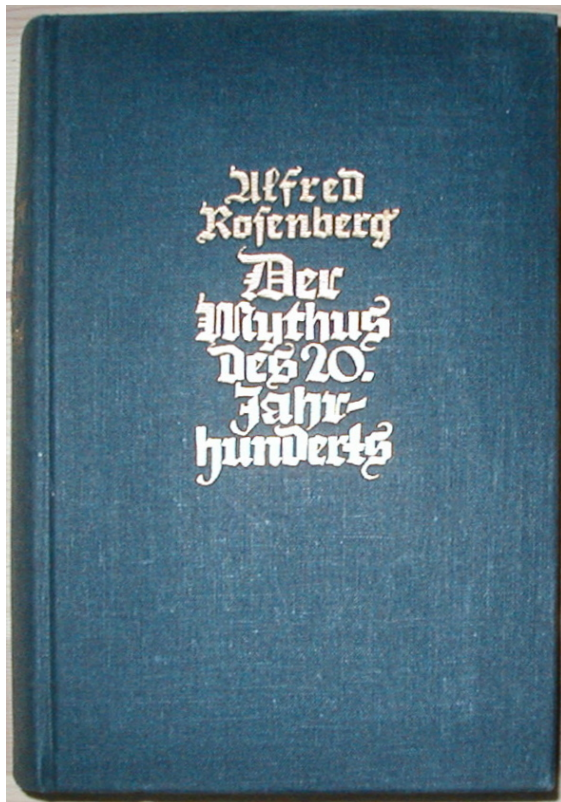 Alfred
Rosenberg
Der
Mythus
des 20.
Jahr-
hunderts